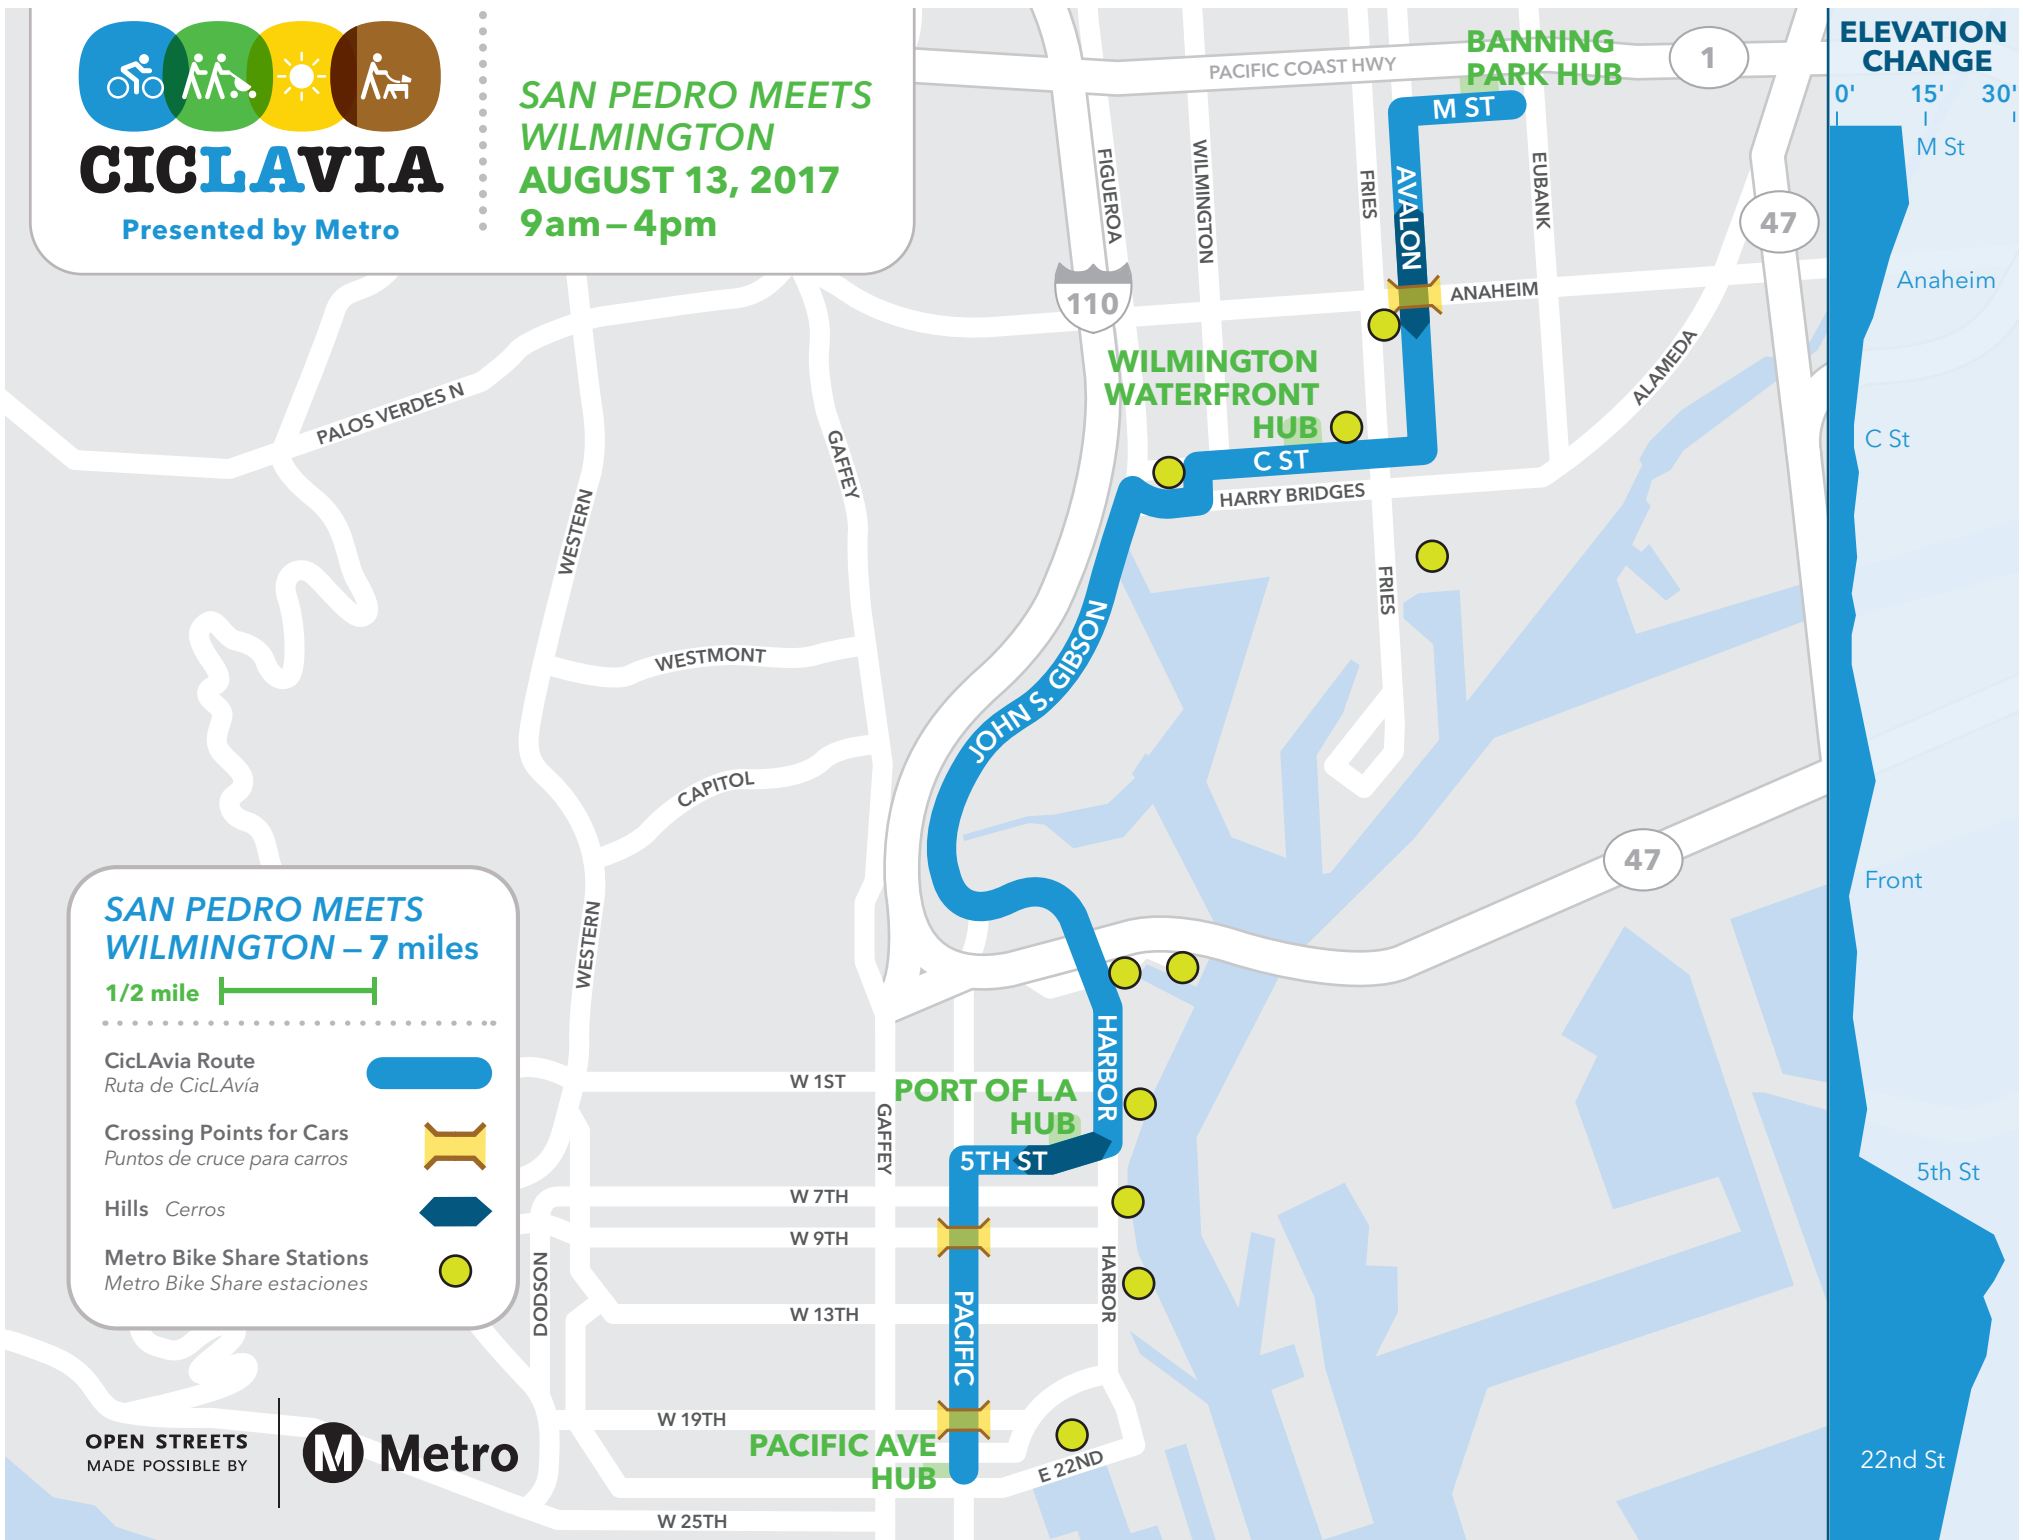 CICLAVIA
Presented by Metro
SAN PEDRO MEETS
WILMINGTON
AUGUST 13, 2017
9am – 4pm
BANNING
PARK HUB
PACIFIC COAST HWY
1
M ST
FIGUEROA
WILMINGTON
FRIES
AVALON
EUBANK
47
110
ANAHEIM
ALAMEDA
WILMINGTON
WATERFRONT
HUB
C ST
HARRY BRIDGES
PALOS VERDES N
GAFFEY
WESTERN
FRIES
JOHN S. GIBSON
WESTMONT
CAPITOL
47
WESTERN
HARBOR
W 1ST
PORT OF LA
HUB
GAFFEY
5TH ST
W 7TH
W 9TH
DODSON
HARBOR
PACIFIC
W 13TH
W 19TH
PACIFIC AVE
HUB
E 22ND
W 25TH
SAN PEDRO MEETS
WILMINGTON – 7 miles
1/2 mile
CicLAvia Route
Ruta de CicLAvía
Crossing Points for Cars
Puntos de cruce para carros
Hills Cerros
Metro Bike Share Stations
Metro Bike Share estaciones
OPEN STREETS
MADE POSSIBLE BY
M Metro
ELEVATION
CHANGE
0' 15' 30'
M St
Anaheim
C St
Front
5th St
22nd St